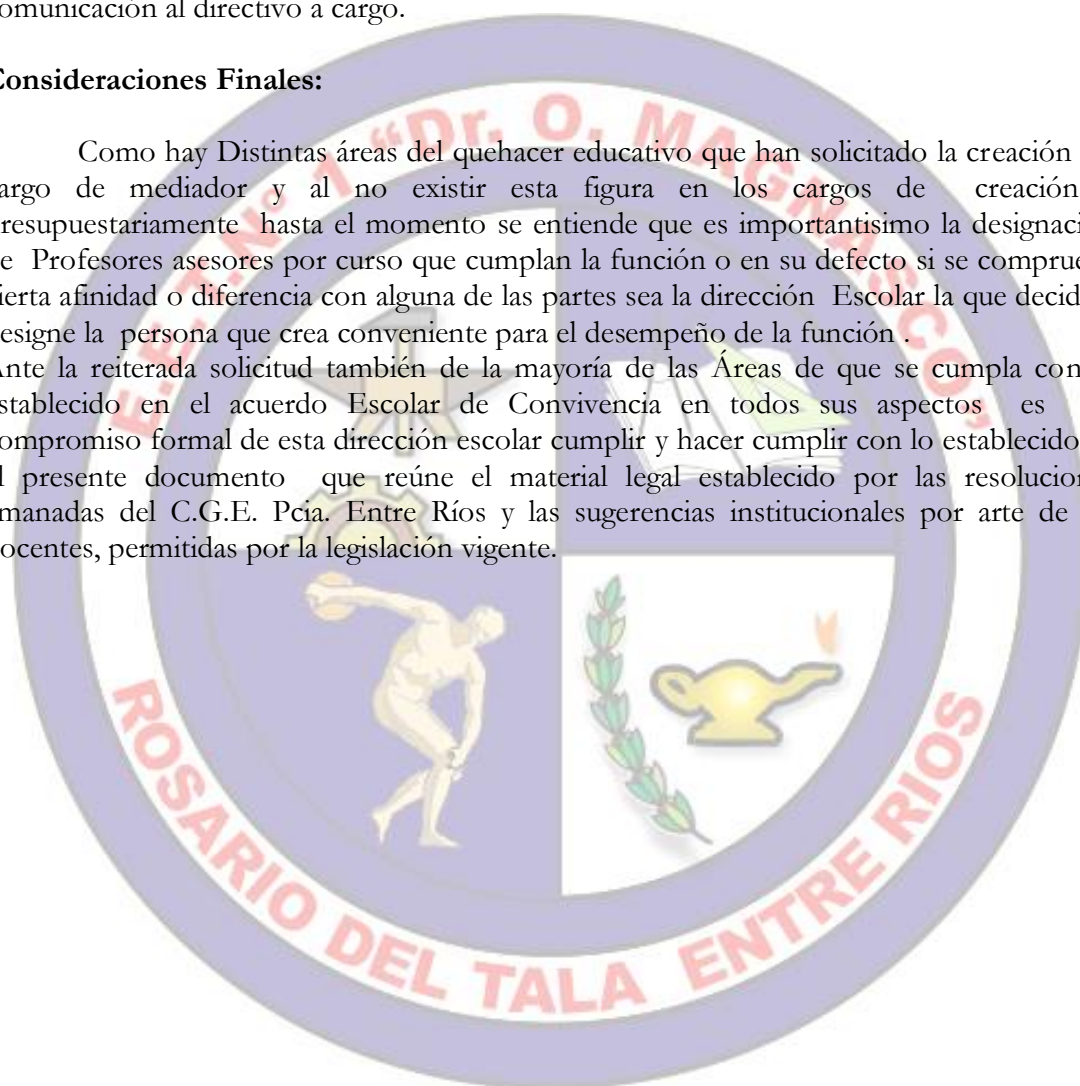 omunicación al directivo a cargo.
Consideraciones Finales:
Como hay Distintas áreas del quehacer educativo que han solicitado la creación
argo de mediador y al no existir esta figura en los cargos de creación
resupuestariamente hasta el momento se entiende que es importantisimo la designaci
e Profesores asesores por curso que cumplan la función o en su defecto si se comprue
ierta afinidad o diferencia con alguna de las partes sea la dirección Escolar la que decid
esigne la persona que crea conveniente para el desempeño de la función .
Ante la reiterada solicitud también de la mayoría de las Áreas de que se cumpla con
stablecido en el acuerdo Escolar de Convivencia en todos sus aspectos es
ompromiso formal de esta dirección escolar cumplir y hacer cumplir con lo establecido
l presente documento que reúne el material legal establecido por las resolucion
manadas del C.G.E. Pcia. Entre Ríos y las sugerencias institucionales por arte de
ocentes, permitidas por la legislación vigente.
E.E.T.Nº 1 “Dr. O. MAGNASCO”
ROSARIO DEL TALA ENTRE RIOS